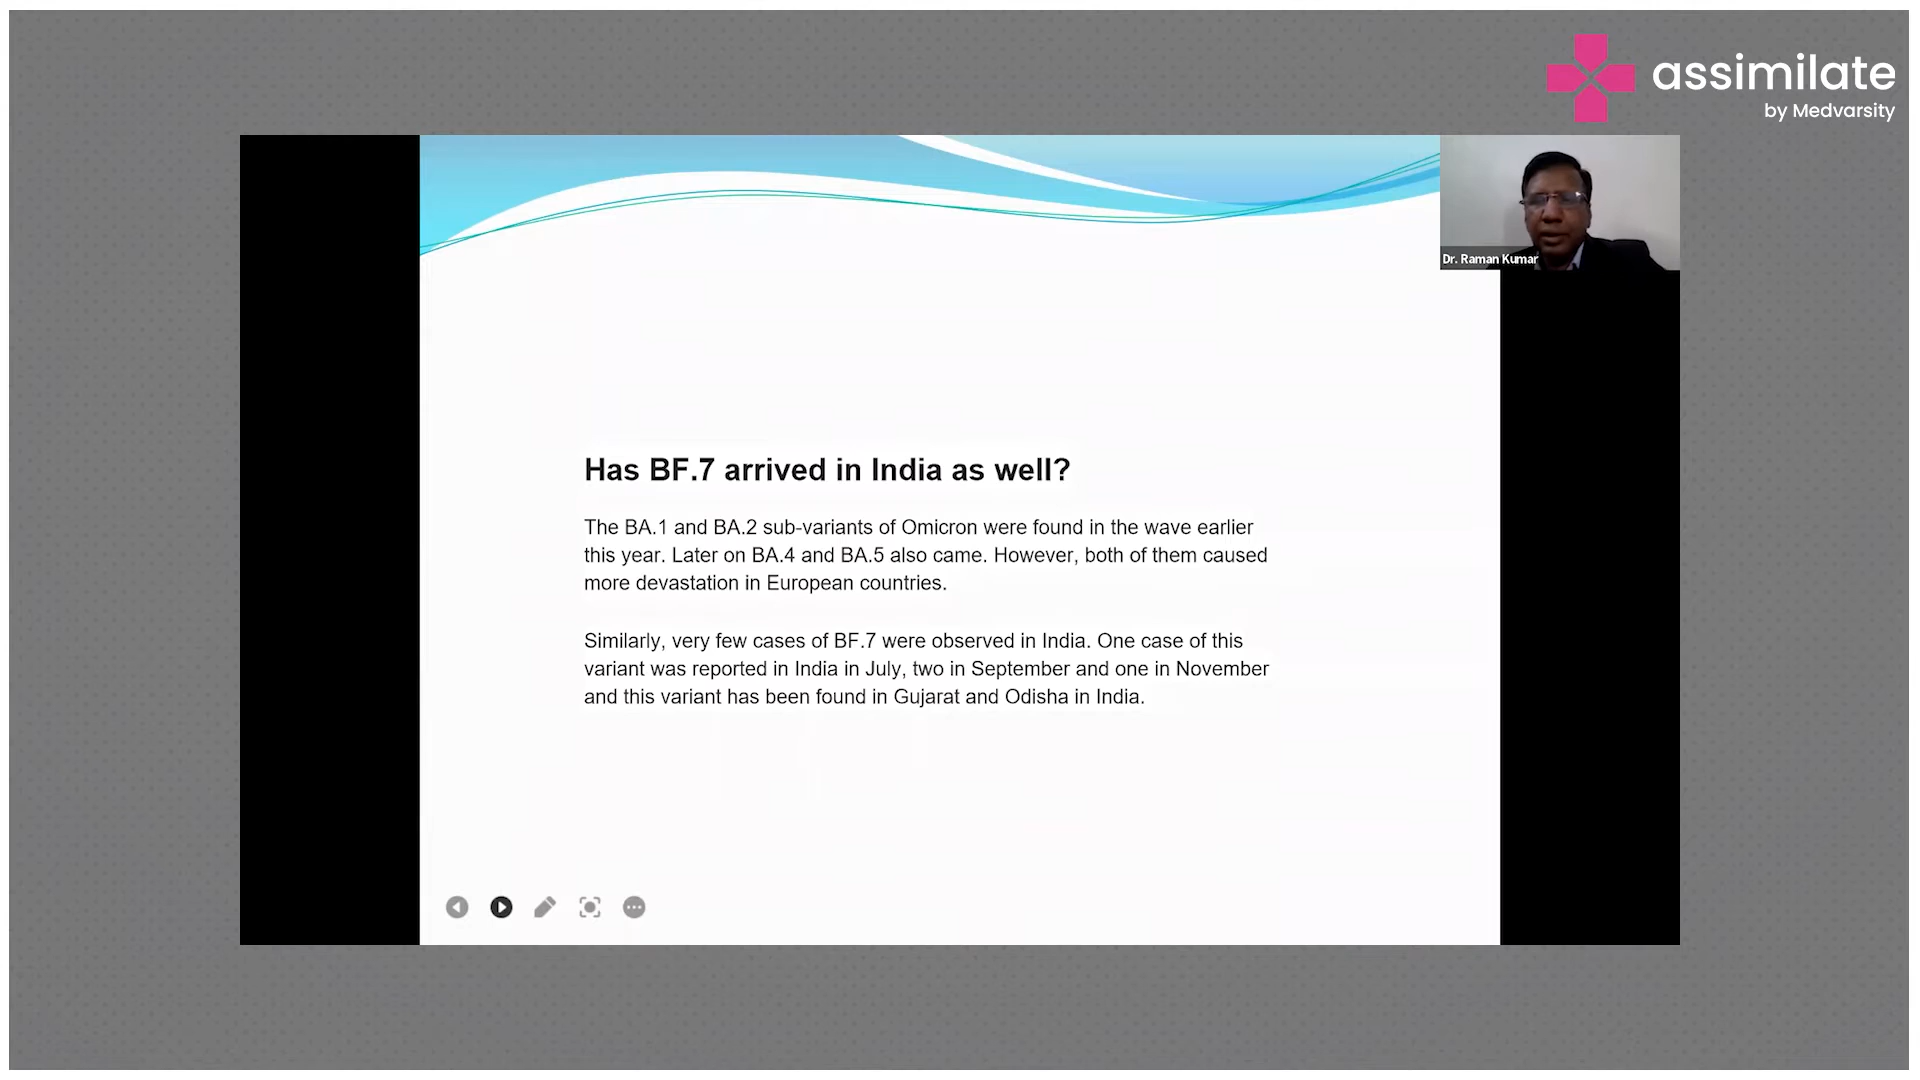 assimilate
by Medvarsity
Dr. Raman Kumar
Has BF.7 arrived in India as well?
The BA.1 and BA.2 sub-variants of Omicron were found in the wave earlier
this year. Later on BA.4 and BA.5 also came. However, both of them caused
more devastation in European countries.
Similarly, very few cases of BF.7 were observed in India. One case of this
variant was reported in India in July, two in September and one in November
and this variant has been found in Gujarat and Odisha in India.